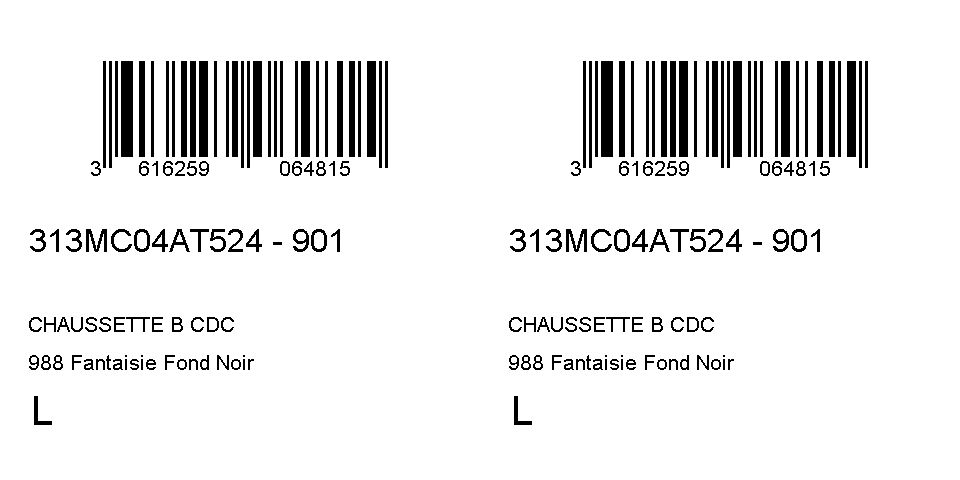 3 616259 064815
313MC04AT524 - 901
CHAUSSETTE B CDC
988 Fantaisie Fond Noir
L
3 616259 064815
313MC04AT524 - 901
CHAUSSETTE B CDC
988 Fantaisie Fond Noir
L